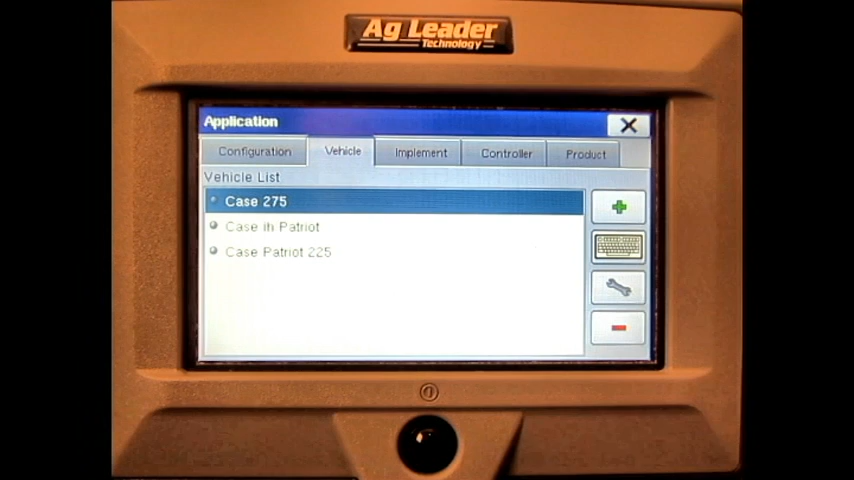 Ag Leader
Technology
Application
Configuration Vehicle Implement Controller Product
Vehicle List
Case 275
Case ih Patriot
Case Patriot 225